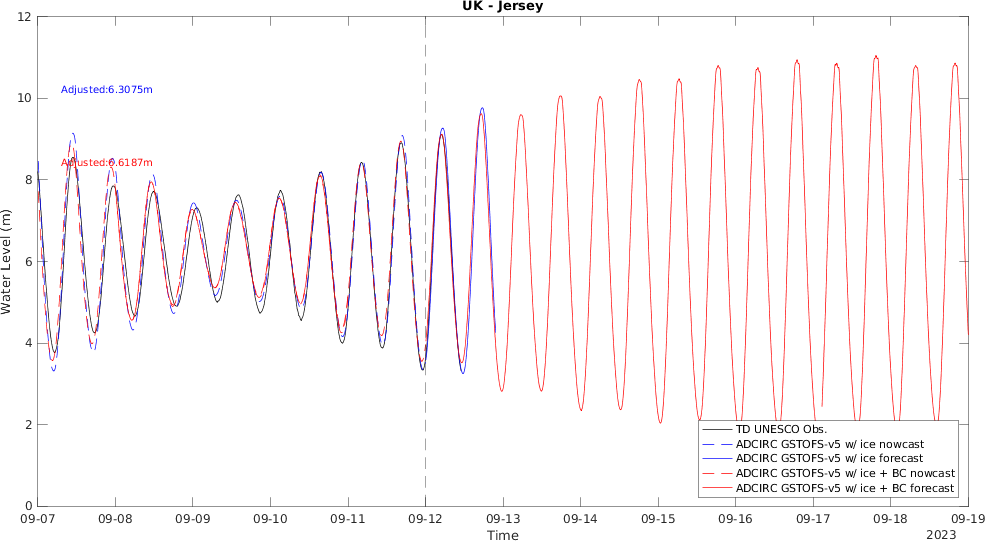 UK - Jersey
12
10
8
6
4
2
0
Water Level (m)
Adjusted:6.3075m
Adjusted:6.6187m
TD UNESCO Obs.
ADCIRC GSTOFS-v5 w/ ice nowcast
ADCIRC GSTOFS-v5 w/ ice forecast
ADCIRC GSTOFS-v5 w/ ice + BC nowcast
ADCIRC GSTOFS-v5 w/ ice + BC forecast
09-07 09-08 09-09 09-10 09-11 09-12 09-13 09-14 09-15 09-16 09-17 09-18 09-19
Time
2023